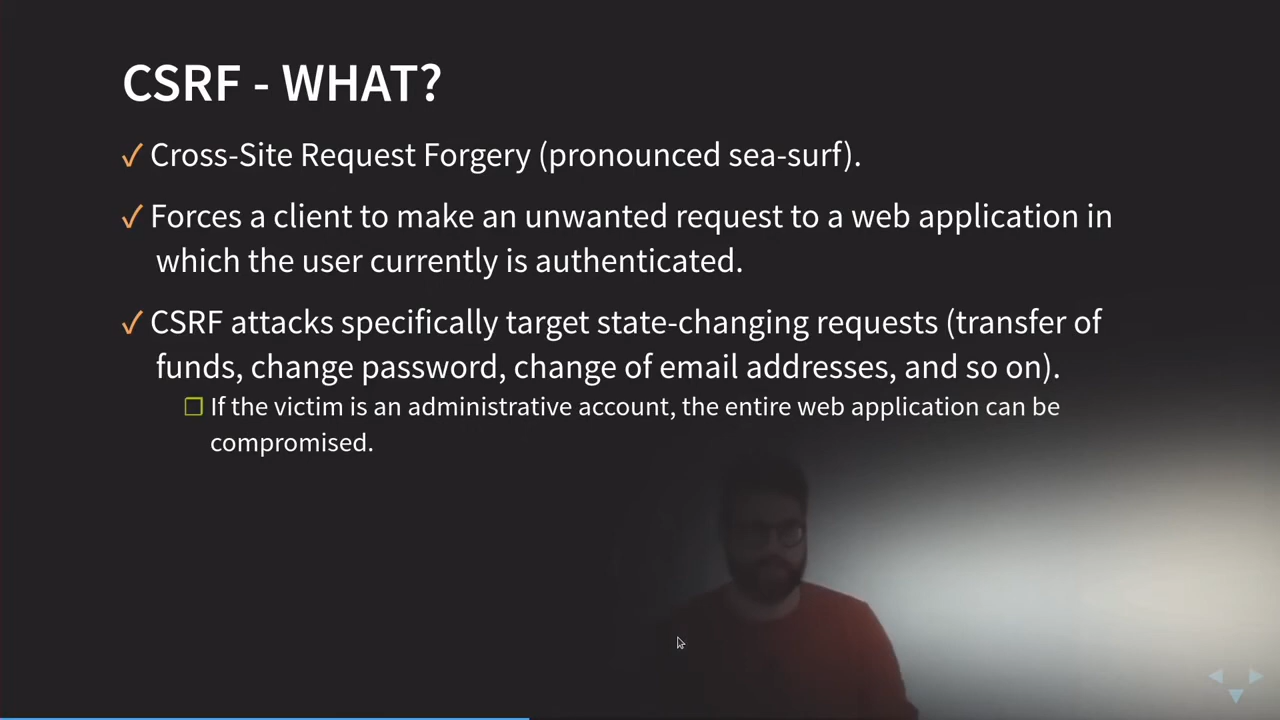 CSRF - WHAT?
✓ Cross-Site Request Forgery (pronounced sea-surf).
✓ Forces a client to make an unwanted request to a web application in
which the user currently is authenticated.
✓ CSRF attacks specifically target state-changing requests (transfer of
funds, change password, change of email addresses, and so on).
❐ If the victim is an administrative account, the entire web application can be
compromised.